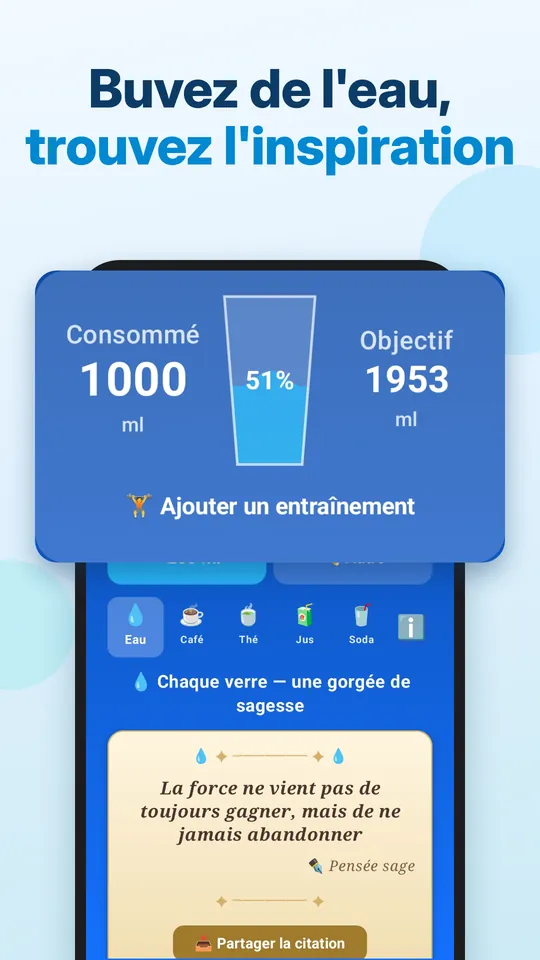 Buvez de l'eau,
trouvez l'inspiration
Consommé
1000
ml
51%
Objectif
1953
ml
Ajouter un entraînement
Eau
Café
Thé
Jus
Soda
Chaque verre — une gorgée de
sagesse
La force ne vient pas de
toujours gagner, mais de ne
jamais abandonner
Pensée sage
Partager la citation